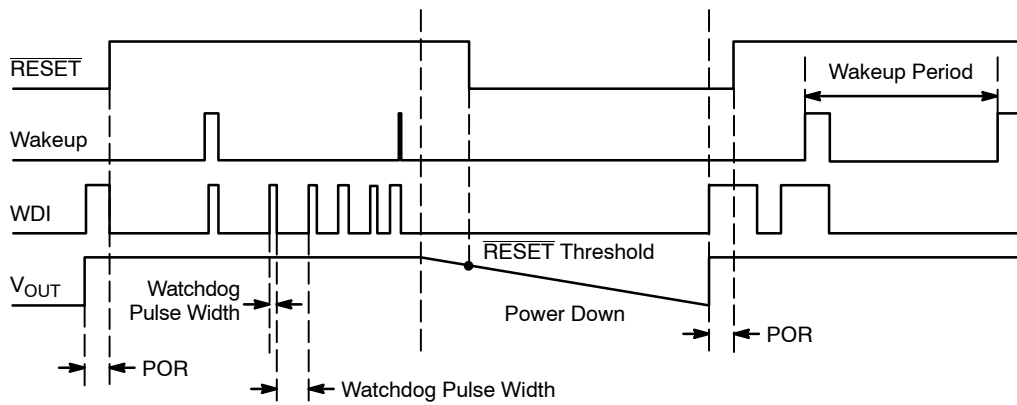 RESET
Wakeup Period
Wakeup
WDI
RESET Threshold
VOUT
Watchdog
Pulse Width
Power Down
POR
POR
Watchdog Pulse Width